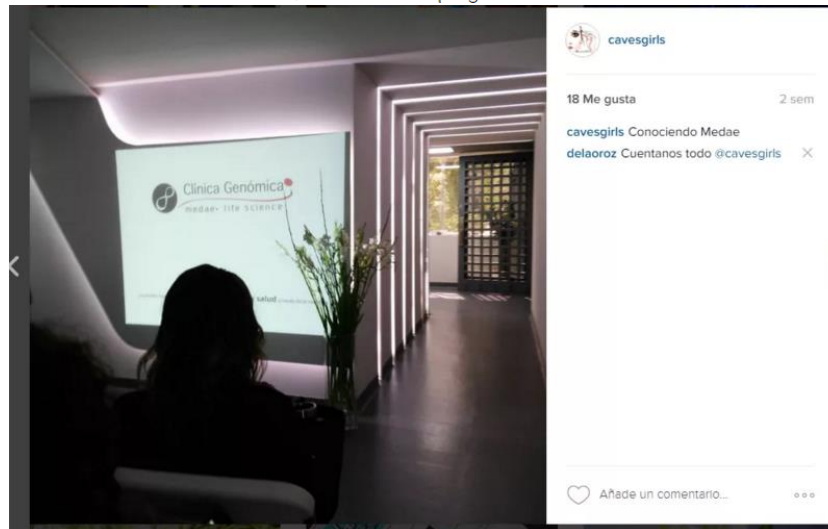 cavesgirls
18 Me gusta 2 sem
cavesgirls Conociendo Medae
delaoroz Cuentanos todo @cavesgirls
Clínica Genómica
medae- life science
salud
Añade un comentario...